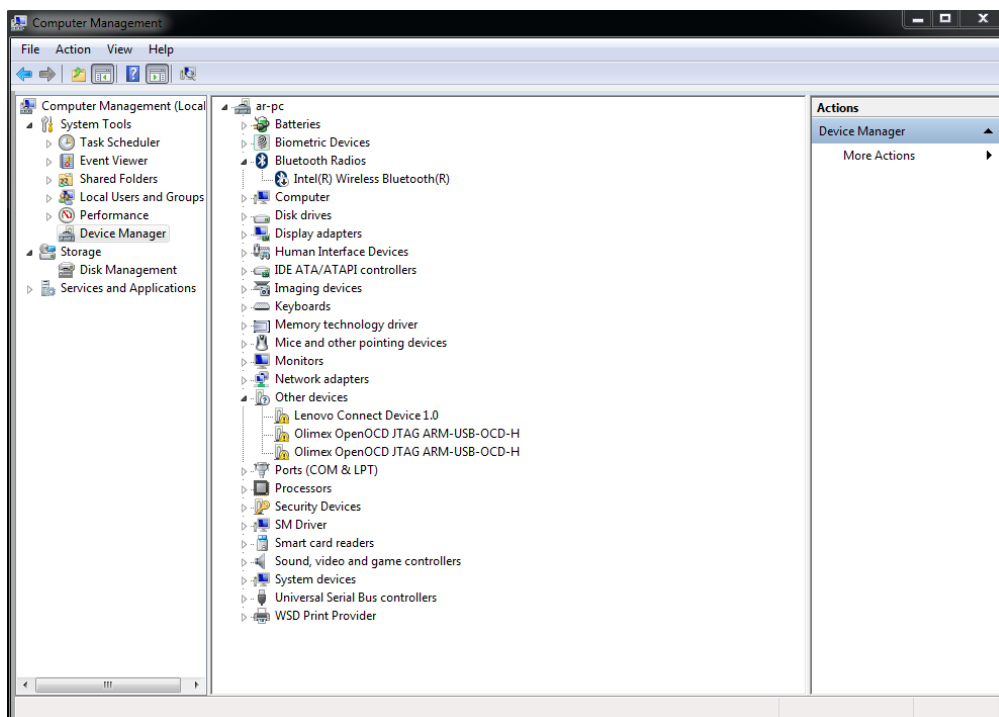 Computer Management
File Action View Help
Computer Management (Local
System Tools
Task Scheduler
Event Viewer
Shared Folders
Local Users and Groups
Performance
Device Manager
Storage
Disk Management
Services and Applications
ar-pc
Batteries
Biometric Devices
Bluetooth Radios
Intel(R) Wireless Bluetooth(R)
Computer
Disk drives
Display adapters
Human Interface Devices
IDE ATA/ATAPI controllers
Imaging devices
Keyboards
Memory technology driver
Mice and other pointing devices
Monitors
Network adapters
Other devices
Lenovo Connect Device 1.0
Olimex OpenOCD JTAG ARM-USB-OCD-H
Olimex OpenOCD JTAG ARM-USB-OCD-H
Ports (COM & LPT)
Processors
Security Devices
SM Driver
Smart card readers
Sound, video and game controllers
System devices
Universal Serial Bus controllers
WSD Print Provider
Actions
Device Manager
More Actions